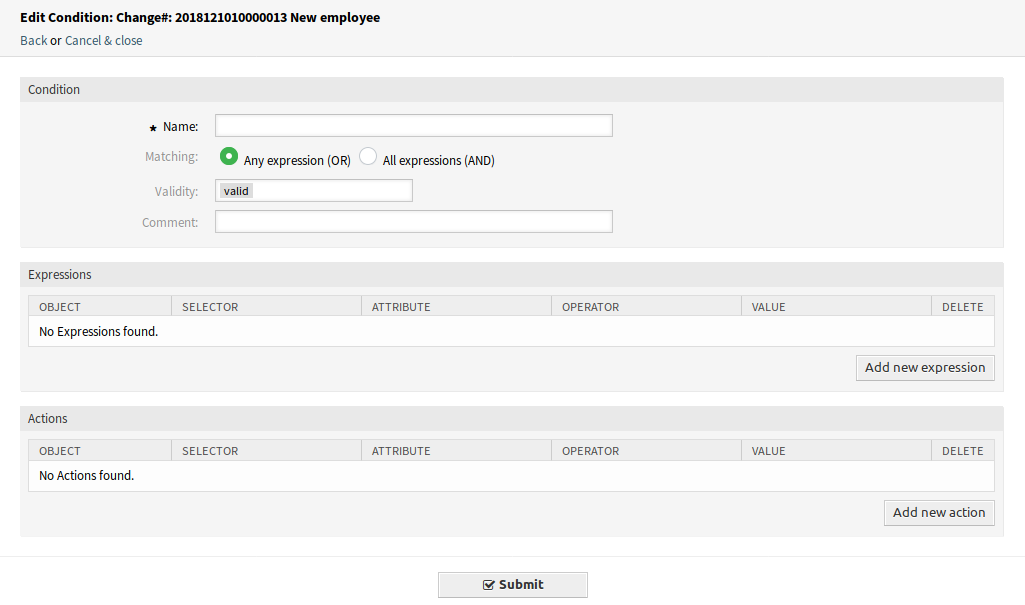 Edit Condition: Change#: 2018121010000013 New employee
Back or Cancel & close
Condition
★ Name:
Matching: Any expression (OR) All expressions (AND)
Validity: valid
Comment:
Expressions
OBJECT SELECTOR ATTRIBUTE OPERATOR VALUE DELETE
No Expressions found.
Add new expression
Actions
OBJECT SELECTOR ATTRIBUTE OPERATOR VALUE DELETE
No Actions found.
Add new action
Submit